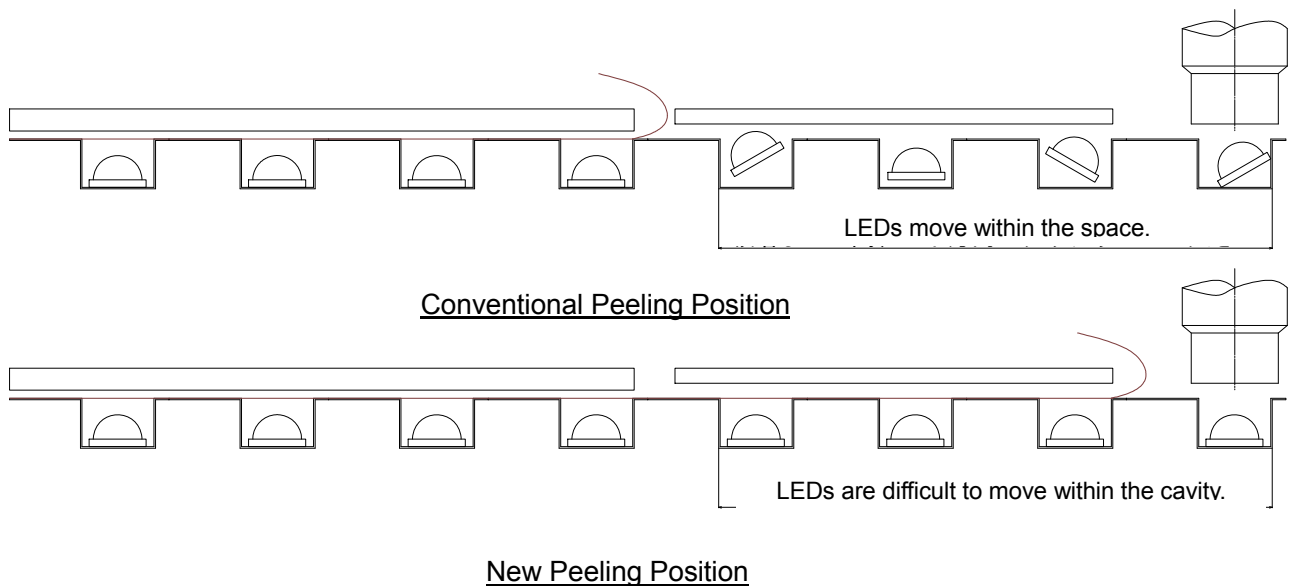 LEDs move within the space.
Conventional Peeling Position
LEDs are difficult to move within the cavity.
New Peeling Position